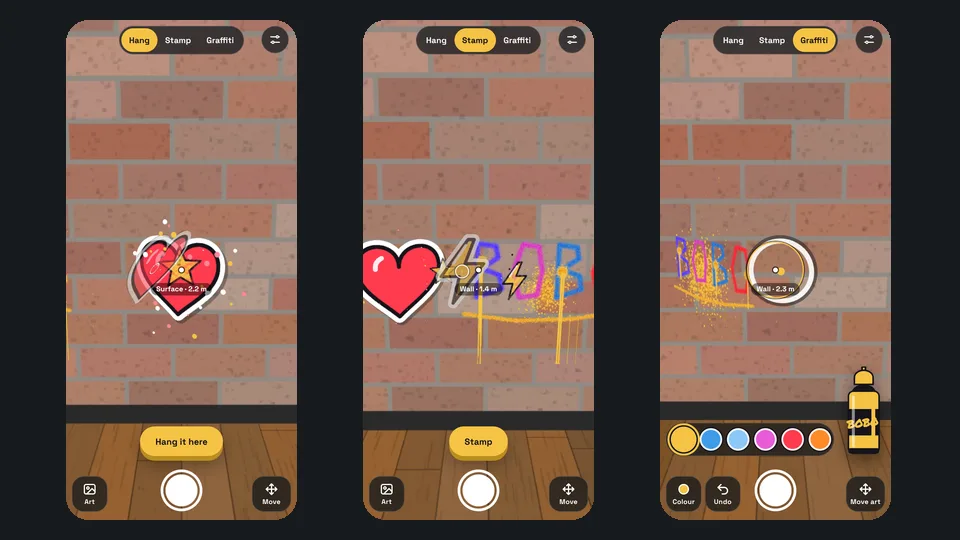 Hang Stamp Graffiti
Surface · 2.2 m
Hang it here
Art
Move
Hang Stamp Graffiti
BOB
Wall · 1.4 m
Stamp
Art
Move
Hang Stamp Graffiti
BOBO
Wall · 2.3 m
BOBO
Colour
Undo
Move art